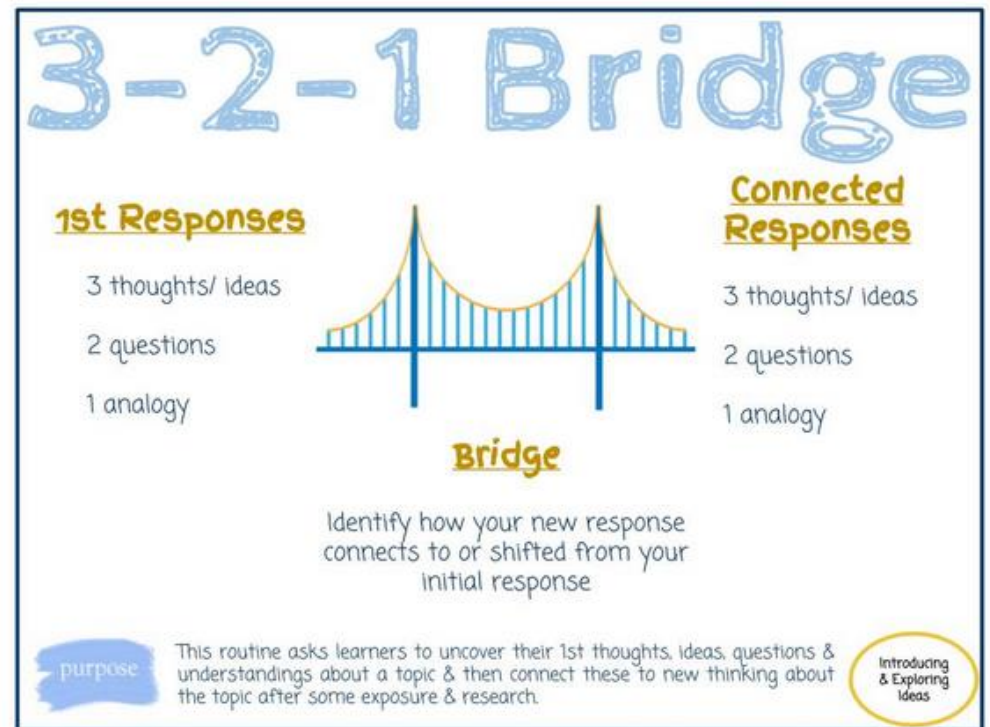 3-2-1 Bridge
1st Responses
3 thoughts/ ideas
2 questions
1 analogy
Connected
Responses
3 thoughts/ ideas
2 questions
1 analogy
Bridge
Identify how your new response
connects to or shifted from your
initial response
purpose
This routine asks learners to uncover their 1st thoughts, ideas, questions &
understandings about a topic & then connect these to new thinking about
the topic after some exposure & research.
Introducing
& Exploring
Ideas